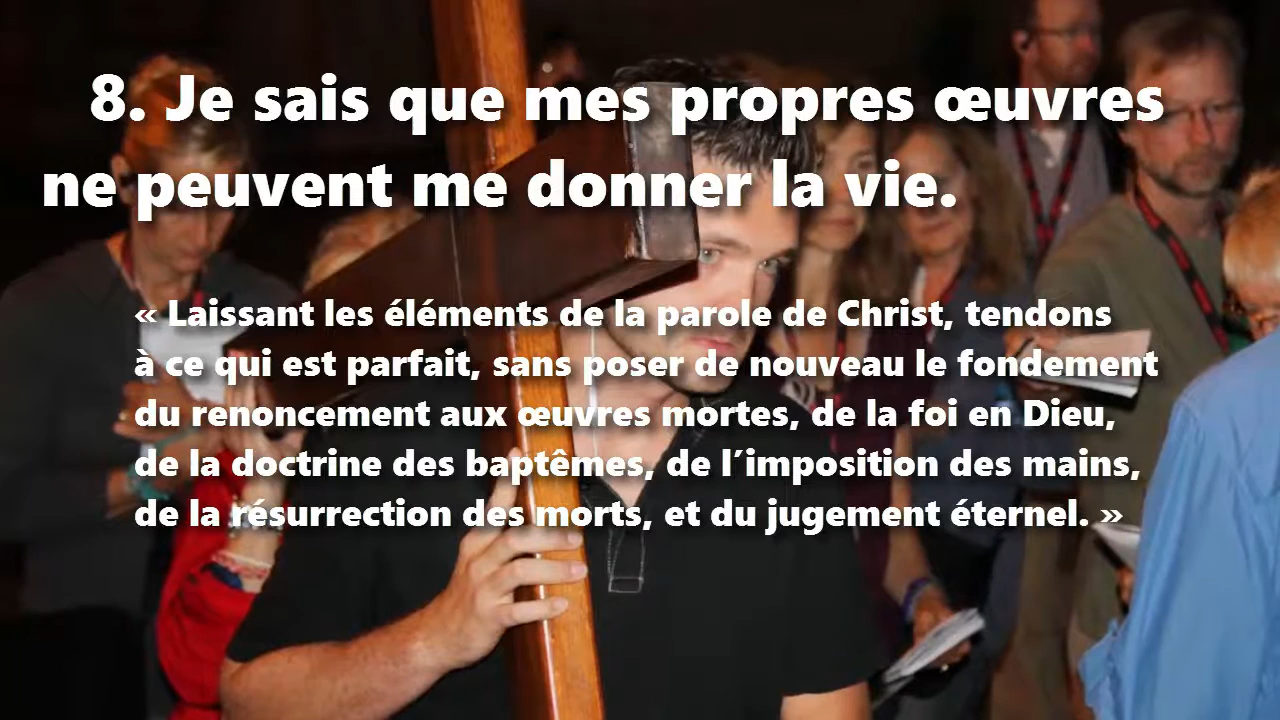 8. Je sais que mes propres œuvres
ne peuvent me donner la vie.
« Laissant les éléments de la parole de Christ, tendons
à ce qui est parfait, sans poser de nouveau le fondement
du renoncement aux œuvres mortes, de la foi en Dieu,
de la doctrine des baptêmes, de l´imposition des mains,
de la résurrection des morts, et du jugement éternel. »